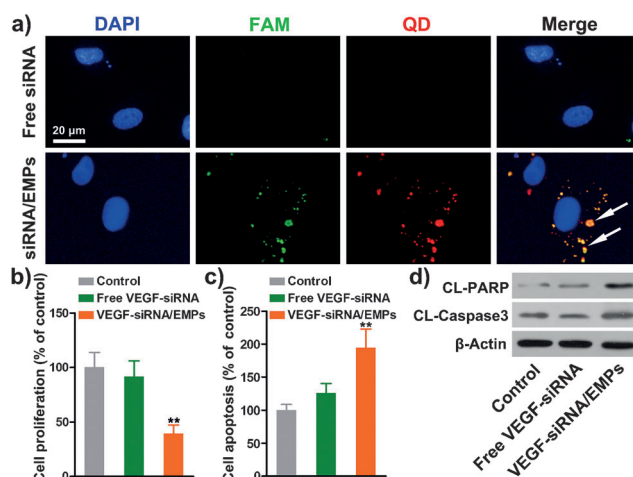 a)
DAPI
FAM
QD
Merge
Free siRNA
20 μm
siRNA/EMPs
b)
Control
Free VEGF-siRNA
VEGF-siRNA/EMPs
Cell proliferation (% of control)
150
100
50
0
**
c)
Control
Free VEGF-siRNA
VEGF-siRNA/EMPs
Cell apoptosis (% of control)
250
200
150
100
50
0
**
d)
CL-PARP
CL-Caspase3
β-Actin
Control
Free VEGF-siRNA
VEGF-siRNA/EMPs